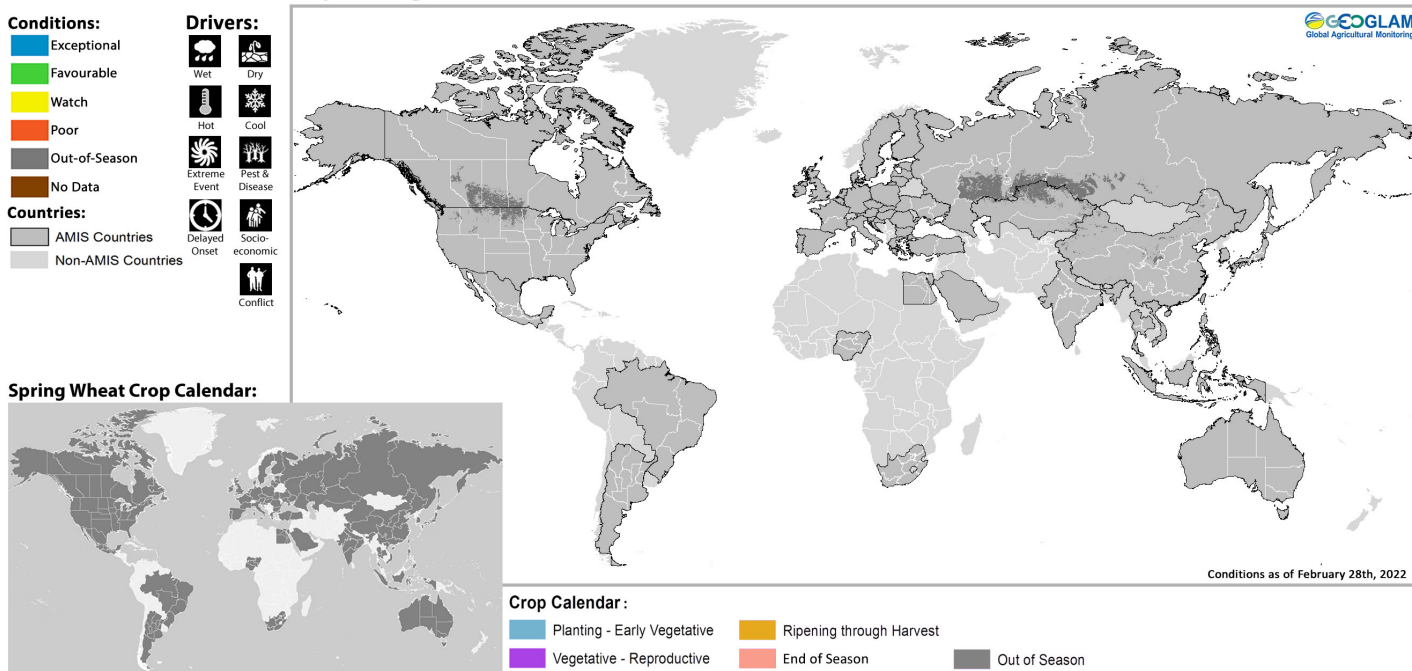 Conditions:
Exceptional
Favourable
Watch
Poor
Out-of-Season
No Data
Countries:
AMIS Countries
Non-AMIS Countries
Drivers:
Wet
Dry
Hot
Cool
Extreme
Event
Pest &
Disease
Delayed
Onset
Socio-
economic
Conflict
GEOGLAM
Global Agricultural Monitoring
Conditions as of February 28th, 2022
Spring Wheat Crop Calendar:
Crop Calendar :
Planting - Early Vegetative
Ripening through Harvest
Vegetative - Reproductive
End of Season
Out of Season